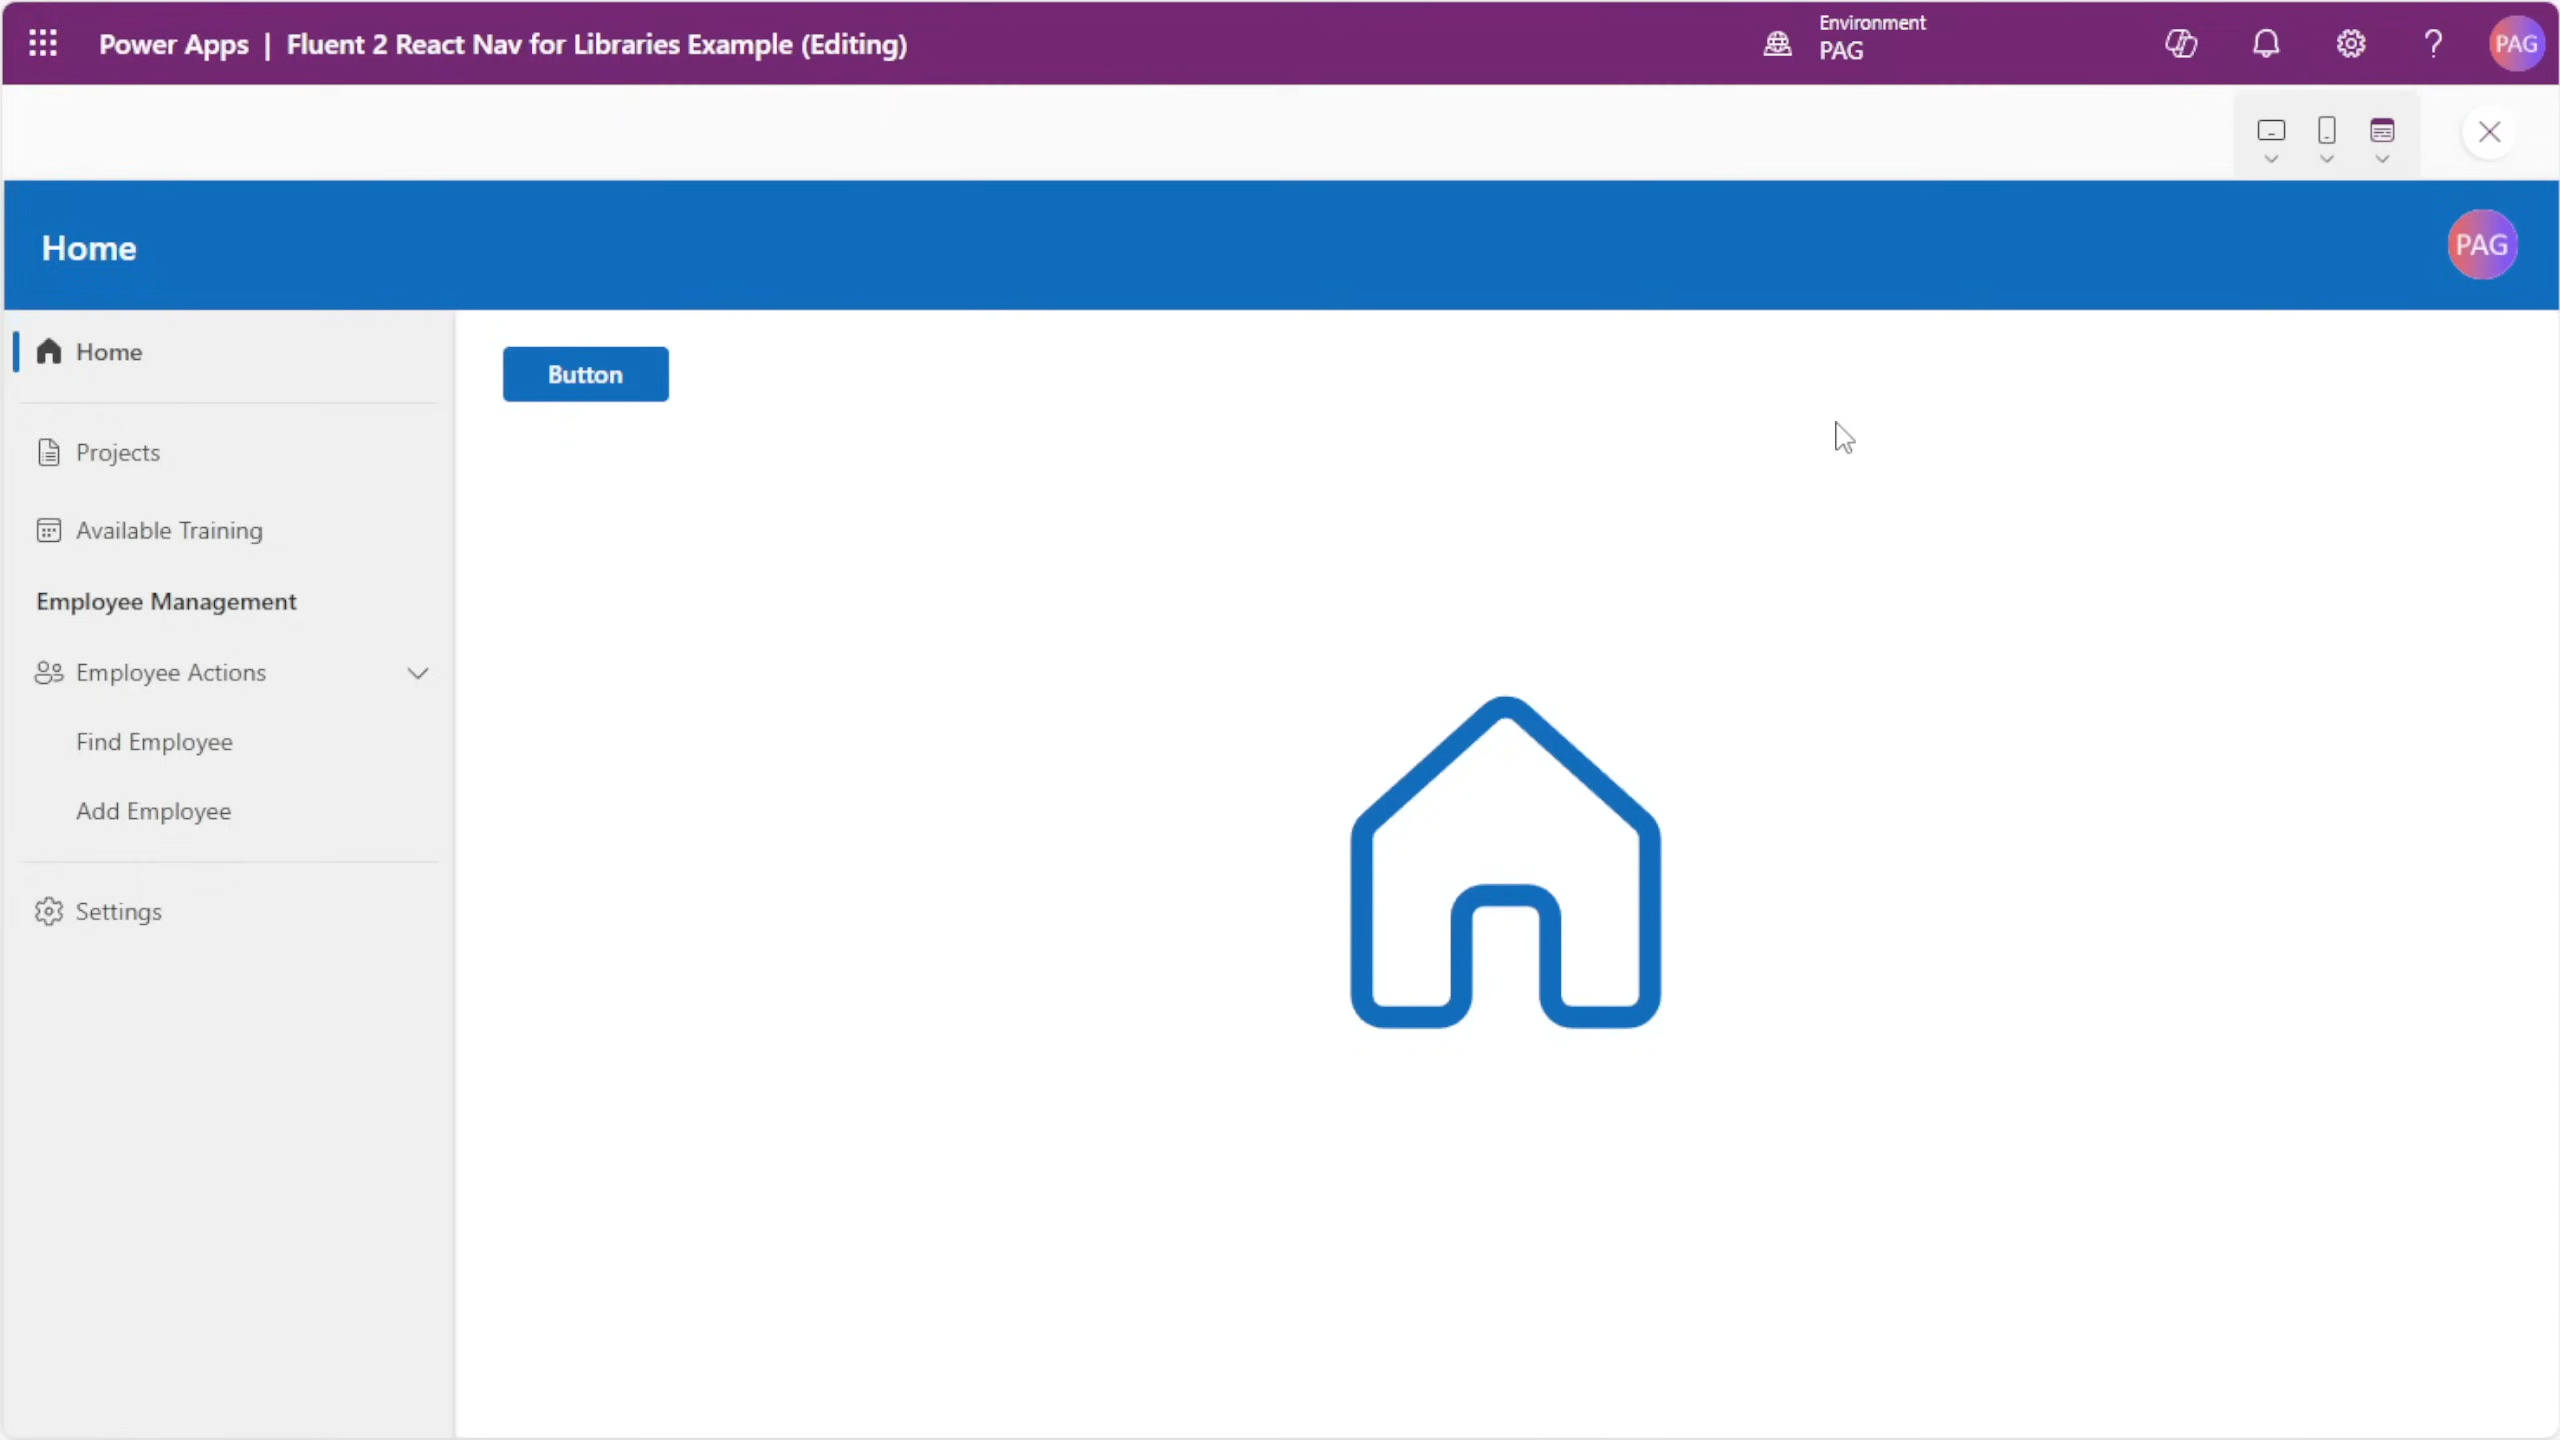 Power Apps | Fluent 2 React Nav for Libraries Example (Editing)
Environment
PAG
PAG
Home
PAG
Home
Button
Projects
Available Training
Employee Management
Employee Actions
Find Employee
Add Employee
Settings